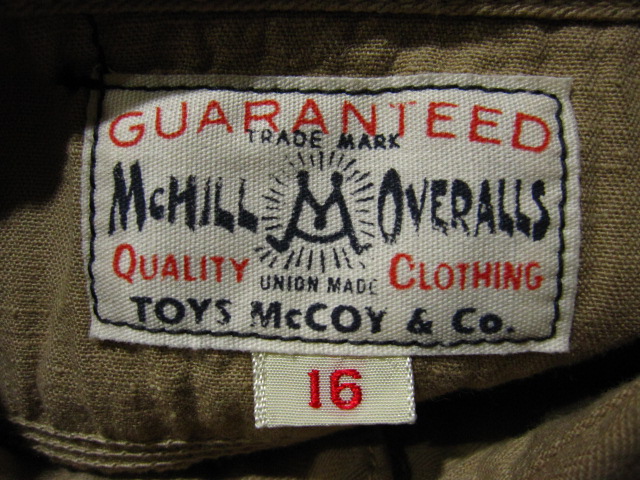 GUARANTEED
TRADE MARK
McHILL OVERALLS
QUALITY CLOTHING
UNION MADE
TOYS McCOY & Co.
16